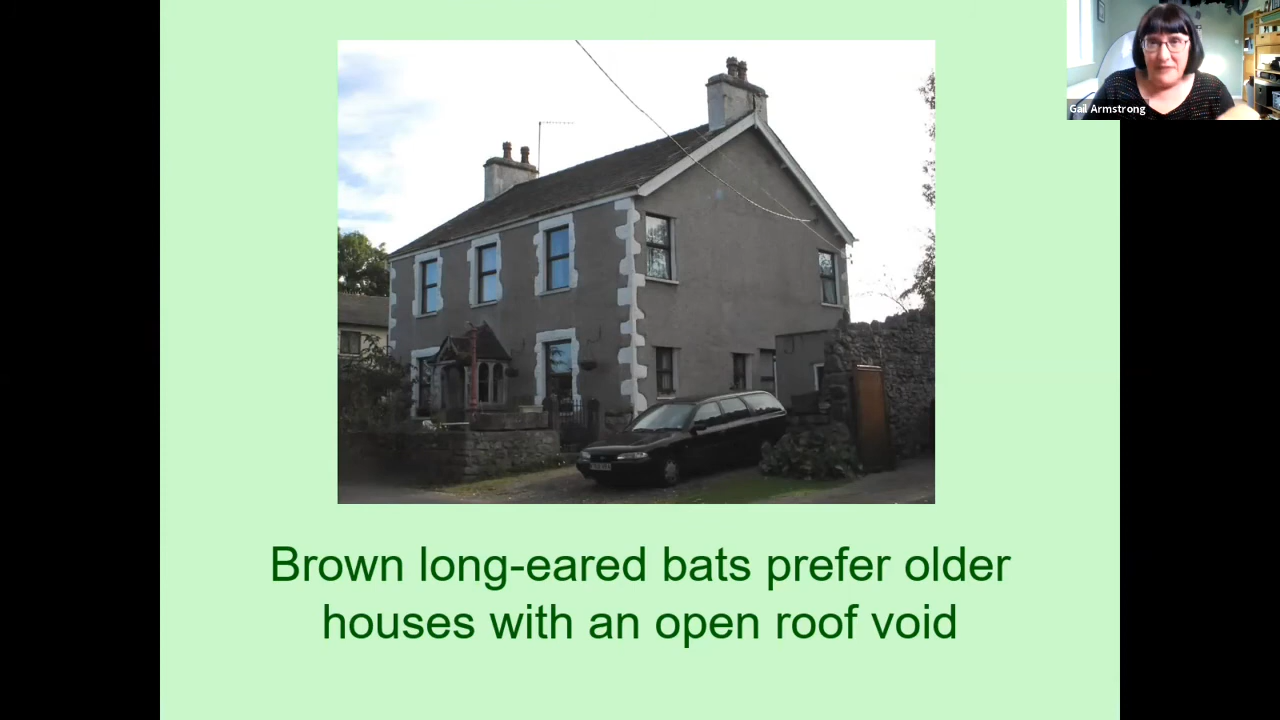 Gail Armstrong
Brown long-eared bats prefer older
houses with an open roof void